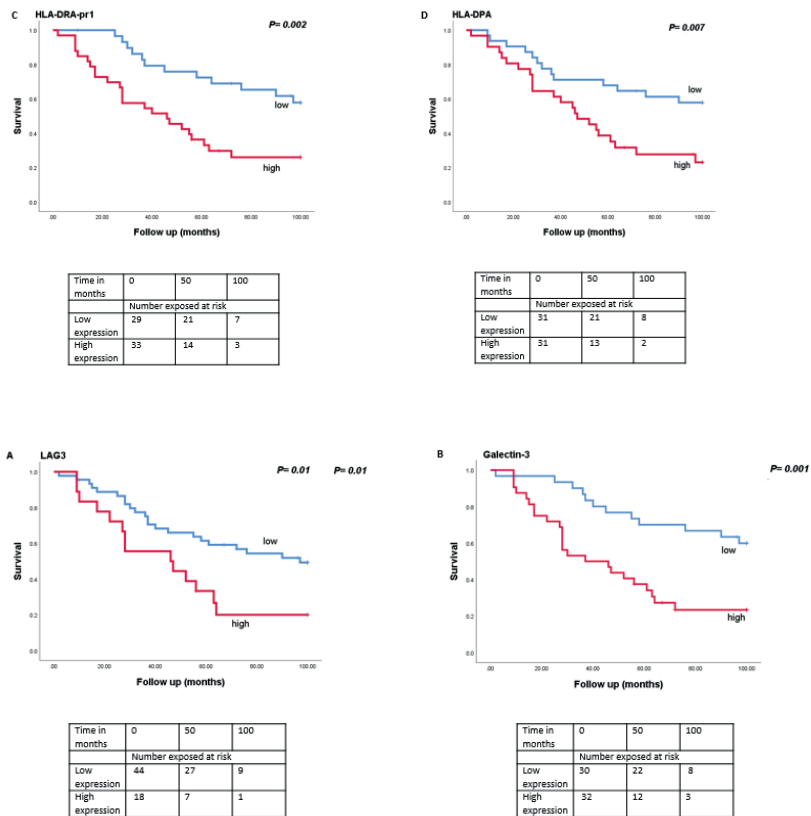 C HLA-DRA-pr1
P= 0.002
1.0
0.8
0.6
0.4
0.2
0.0
Survival
low
high
.00 20.00 40.00 60.00 80.00 100.00
Follow up (months)
Time in months 0 50 100
Number exposed at risk
Low expression 29 21 7
High expression 33 14 3
D HLA-DPA
P= 0.007
1.0
0.8
0.6
0.4
0.2
0.0
Survival
low
high
.00 20.00 40.00 60.00 80.00 100.00
Follow up (months)
Time in months 0 50 100
Number exposed at risk
Low expression 31 21 8
High expression 31 13 2
A LAG3
P= 0.01 P= 0.01
1.0
0.8
0.6
0.4
0.2
0.0
Survival
low
high
.00 20.00 40.00 60.00 80.00 100.00
Follow up (months)
Time in months 0 50 100
Number exposed at risk
Low expression 44 27 9
High expression 18 7 1
B Galectin-3
P= 0.001
1.0
0.8
0.6
0.4
0.2
0.0
Survival
low
high
.00 20.00 40.00 60.00 80.00 100.00
Follow up (months)
Time in months 0 50 100
Number exposed at risk
Low expression 30 22 8
High expression 32 12 3